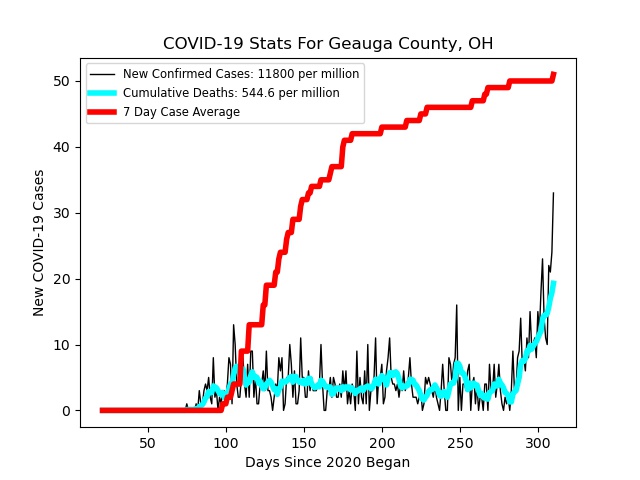 COVID-19 Stats For Geauga County, OH
New Confirmed Cases: 11800 per million
Cumulative Deaths: 544.6 per million
7 Day Case Average
50
40
30
20
10
0
New COVID-19 Cases
50 100 150 200 250 300
Days Since 2020 Began